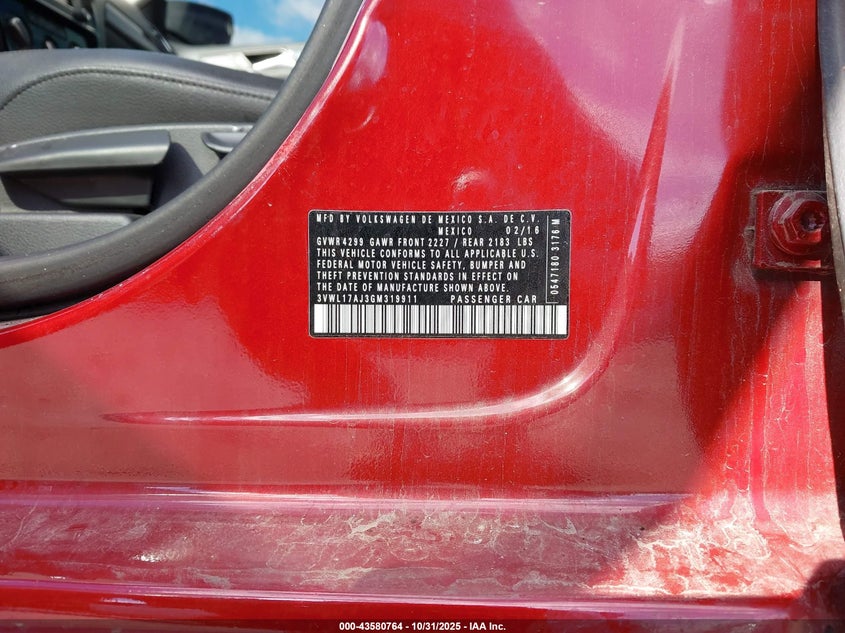 MFD BY VOLKSWAGEN DE MEXICO S.A. DE C.V.
MEXICO 02/16
GVWR 4299 GAWR FRONT 2227 / REAR 2183 LBS
THIS VEHICLE CONFORMS TO ALL APPLICABLE U.S.
FEDERAL MOTOR VEHICLE SAFETY, BUMPER AND
THEFT PREVENTION STANDARDS IN EFFECT ON
THE DATE OF MANUFACTURE SHOWN ABOVE.
3VWL17AJ3GM319911 PASSENGER CAR
0547180 3176 M
000-43580764 - 10/31/2025 - IAA Inc.